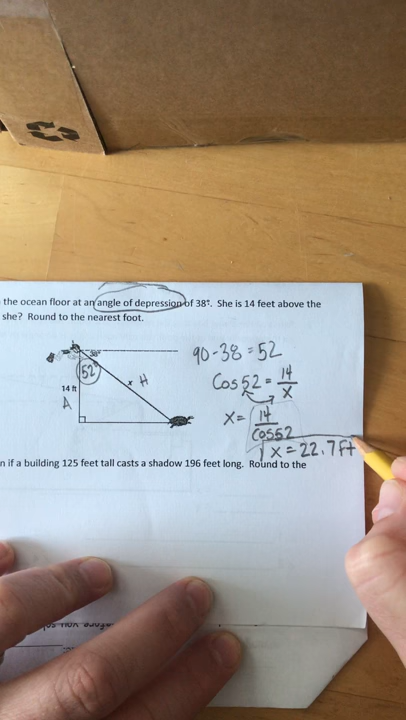 the ocean floor at an angle of depression of 38°. She is 14 feet above the
she? Round to the nearest foot.
38°
52°
14 ft
A
x H
90-38=52
Cos52 = 14/x
x= 14/cos52
x=22.7ft
n if a building 125 feet tall casts a shadow 196 feet long. Round to the